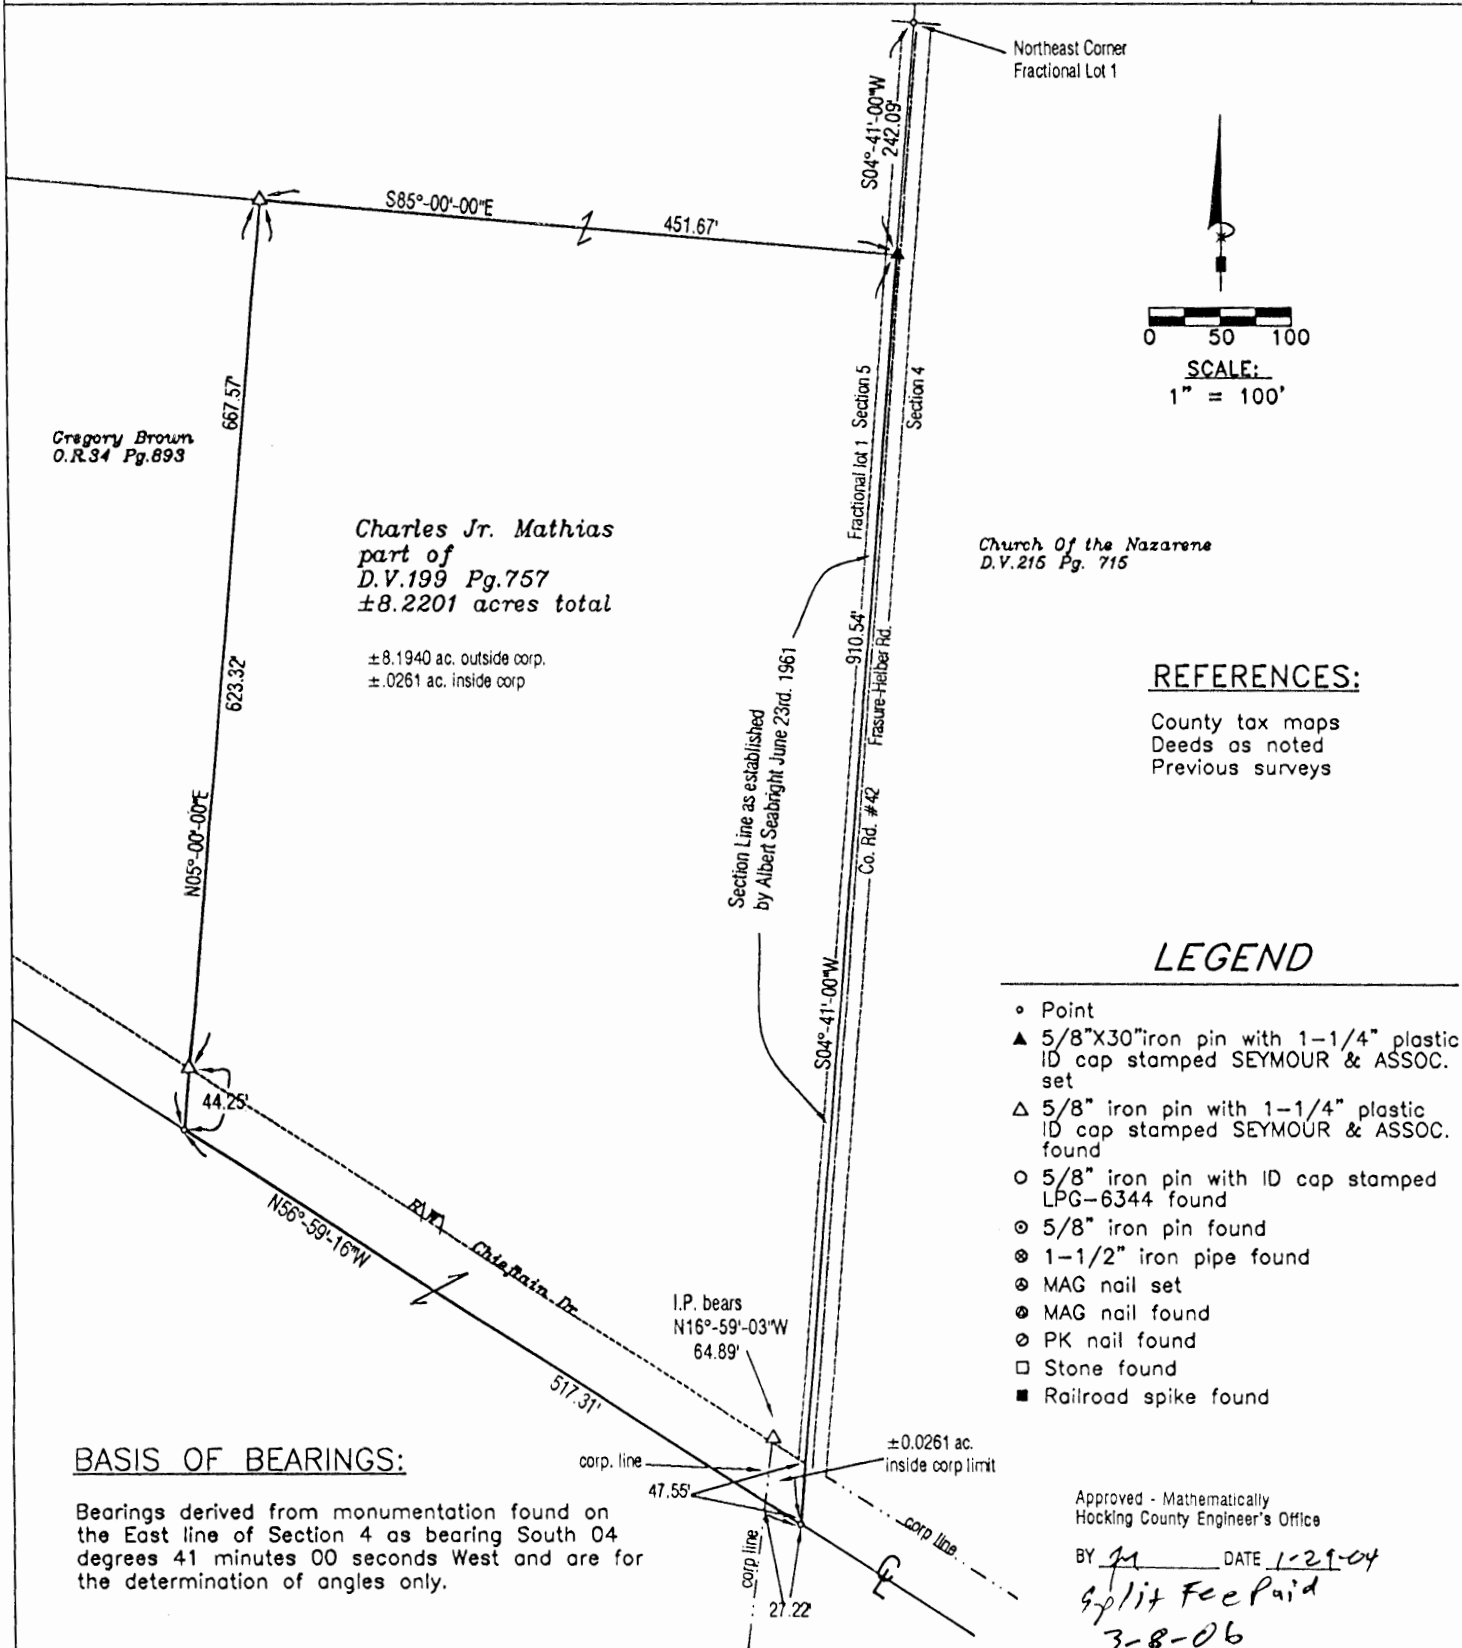 Northeast Corner
Fractional Lot 1
S04°-41'-00"W
242.09'
S85°-00'-00"E
451.67'
0 50 100
SCALE:
1" = 100'
667.57'
Gregory Brown
O.R.34 Pg.893
Fractional lot 1 Section 5
Section 4
Charles Jr. Mathias
part of
D.V.199 Pg.757
±8.2201 acres total
±8.1940 ac. outside corp.
±.0261 ac. inside corp
Church Of the Nazarene
D.V.215 Pg. 715
623.32'
910.54'
Frasure-Helber Rd.
Section Line as established
by Albert Seabright June 23rd. 1961
REFERENCES:
County tax maps
Deeds as noted
Previous surveys
N05°-00'-00"E
Co. Rd. #42
S04°-41'-00"W
LEGEND
Point
5/8"X30"iron pin with 1-1/4" plastic
ID cap stamped SEYMOUR & ASSOC.
set
5/8" iron pin with 1-1/4" plastic
ID cap stamped SEYMOUR & ASSOC.
found
5/8" iron pin with ID cap stamped
LPG-6344 found
5/8" iron pin found
1-1/2" iron pipe found
MAG nail set
MAG nail found
PK nail found
Stone found
Railroad spike found
44.25'
R\W\
Chieftain Dr.
N56°-59'-16"W
517.31'
I.P. bears
N16°-59'-03"W
64.89'
corp. line
47.55'
±0.0261 ac.
inside corp limit
corp line
corp line
27.22'
BASIS OF BEARINGS:
Bearings derived from monumentation found on
the East line of Section 4 as bearing South 04
degrees 41 minutes 00 seconds West and are for
the determination of angles only.
Approved - Mathematically
Hocking County Engineer's Office
BY DATE 1-29-04
Split Fee Paid
3-8-06